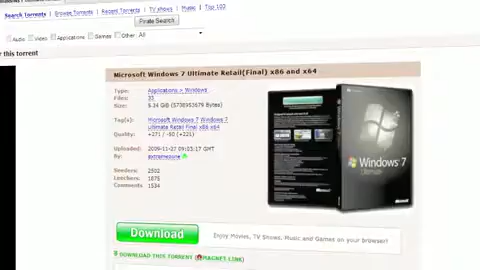 Search Torrents | Browse Torrents | Recent Torrents | TV shows | Music | Top 100
Pirate Search
Audio Video Applications Games Other All
r this torrent
Microsoft Windows 7 Ultimate Retail(Final) x86 and x64
Type: Applications > Windows
Files:
Size:
Tag(s): Microsoft Windows 7 Windows 7
Ultimate Retail Final x86 x64
Quality: +271 / -50 (+221)
Uploaded: 2009-11-27 09:03:17 GMT
By: extremezone
Seeders: 2502
Leechers: 1875
Comments 1534
Windows 7
Ultimate
Download
Enjoy Movies, TV Shows, Music and Games on your browser!
DOWNLOAD THIS TORRENT (MAGNET LINK)